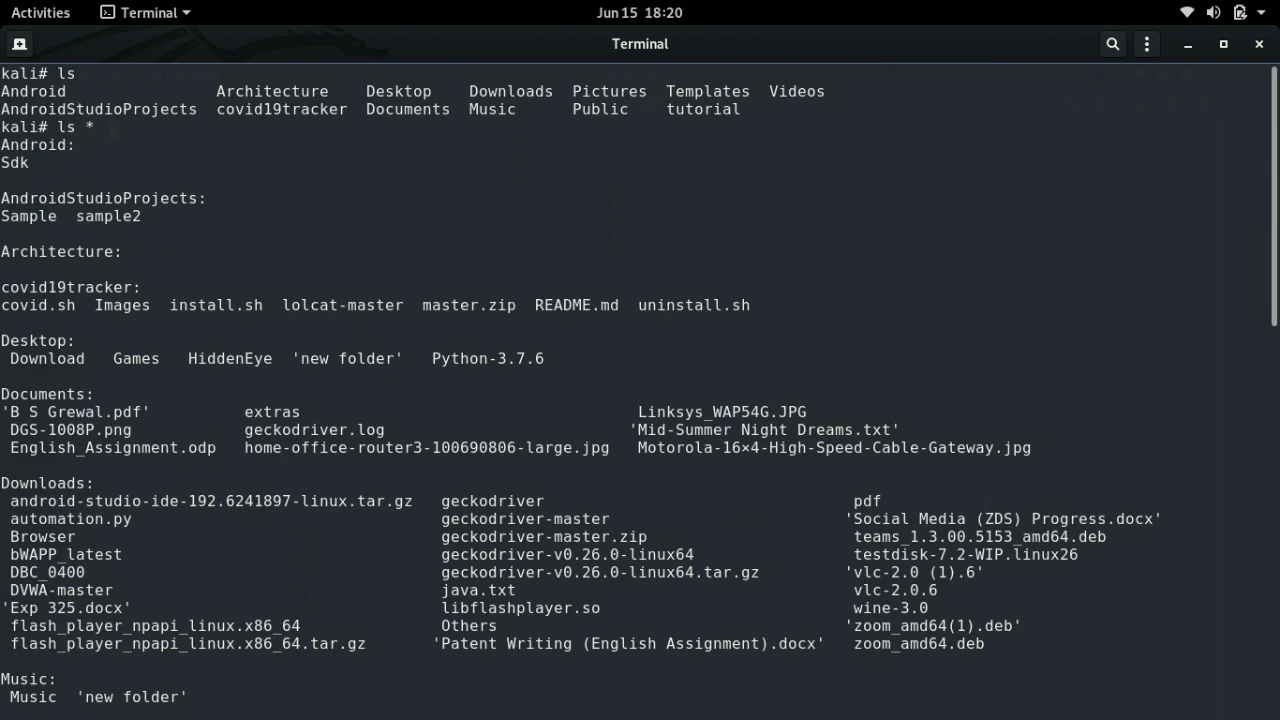 Activities Terminal Jun 15 18:20
Terminal
kali# ls
Android Architecture Desktop Downloads Pictures Templates Videos
AndroidStudioProjects covid19tracker Documents Music Public tutorial
kali# ls *
Android:
Sdk
AndroidStudioProjects:
Sample sample2
Architecture:
covid19tracker:
covid.sh Images install.sh lolcat-master master.zip README.md uninstall.sh
Desktop:
Download Games HiddenEye 'new folder' Python-3.7.6
Documents:
'B S Grewal.pdf' extras Linksys_WAP54G.JPG
DGS-1008P.png geckodriver.log 'Mid-Summer Night Dreams.txt'
English_Assignment.odp home-office-router3-100690806-large.jpg Motorola-16×4-High-Speed-Cable-Gateway.jpg
Downloads:
android-studio-ide-192.6241897-linux.tar.gz geckodriver pdf
automation.py geckodriver-master 'Social Media (ZDS) Progress.docx'
Browser geckodriver-master.zip teams_1.3.00.5153_amd64.deb
bWAPP_latest geckodriver-v0.26.0-linux64 testdisk-7.2-WIP.linux26
DBC_0400 geckodriver-v0.26.0-linux64.tar.gz 'vlc-2.0 (1).6'
DVWA-master java.txt vlc-2.0.6
'Exp 325.docx' libflashplayer.so wine-3.0
flash_player_npapi_linux.x86_64 Others 'zoom_amd64(1).deb'
flash_player_npapi_linux.x86_64.tar.gz 'Patent Writing (English Assignment).docx' zoom_amd64.deb
Music:
Music 'new folder'